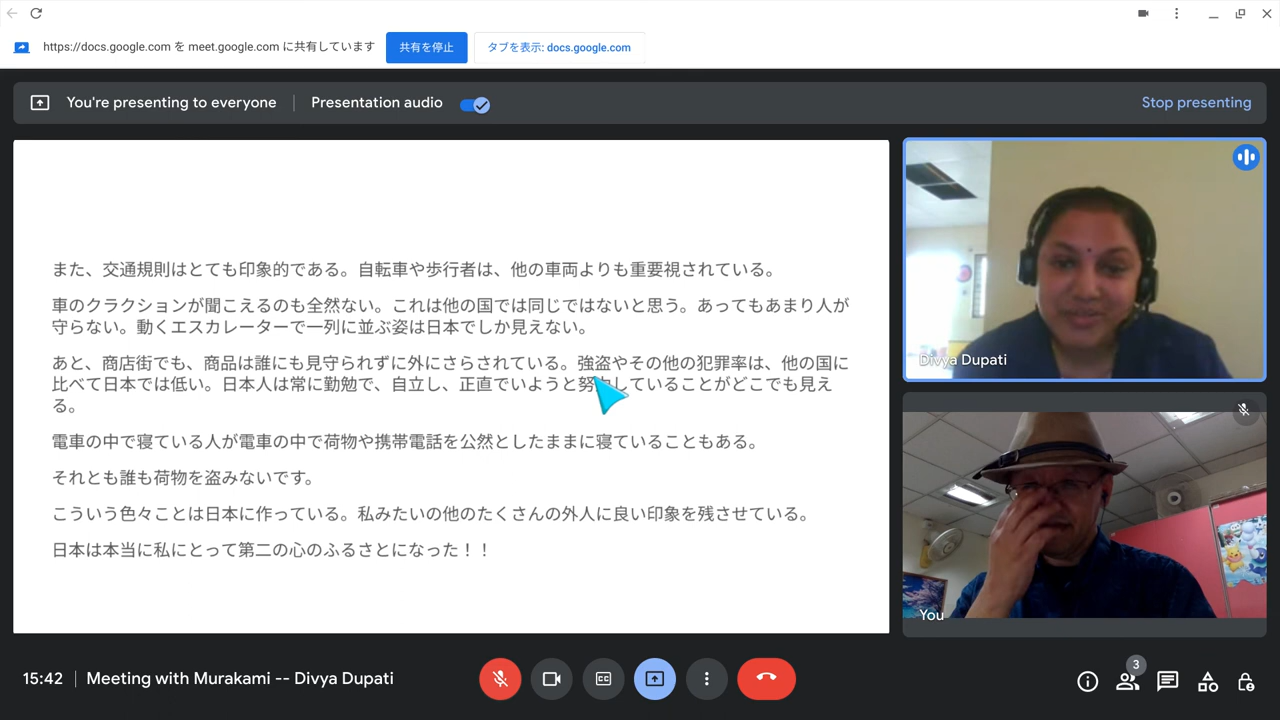 https://docs.google.com を meet.google.com に共有しています
共有を停止
タブを表示: docs.google.com
You're presenting to everyone
Presentation audio
Stop presenting
また、交通規則はとても印象的である。自転車や歩行者は、他の車両よりも重要視されている。
車のクラクションが聞こえるのも全然ない。これは他の国では同じではないと思う。あってもあまり人が
守らない。動くエスカレーターで一列に並ぶ姿は日本でしか見えない。
あと、商店街でも、商品は誰にも見守られずに外にさらされている。強盗やその他の犯罪率は、他の国に
比べて日本では低い。日本人は常に勤勉で、自立し、正直でいようと努力していることがどこでも見え
る。
電車の中で寝ている人が電車の中で荷物や携帯電話を公然としたままに寝ていることもある。
それとも誰も荷物を盗みないです。
こういう色々ことは日本に作っている。私みたいの他のたくさんの外人に良い印象を残させている。
日本は本当に私にとって第二の心のふるさとになった！！
Divya Dupati
You
15:42
Meeting with Murakami -- Divya Dupati
CC
3